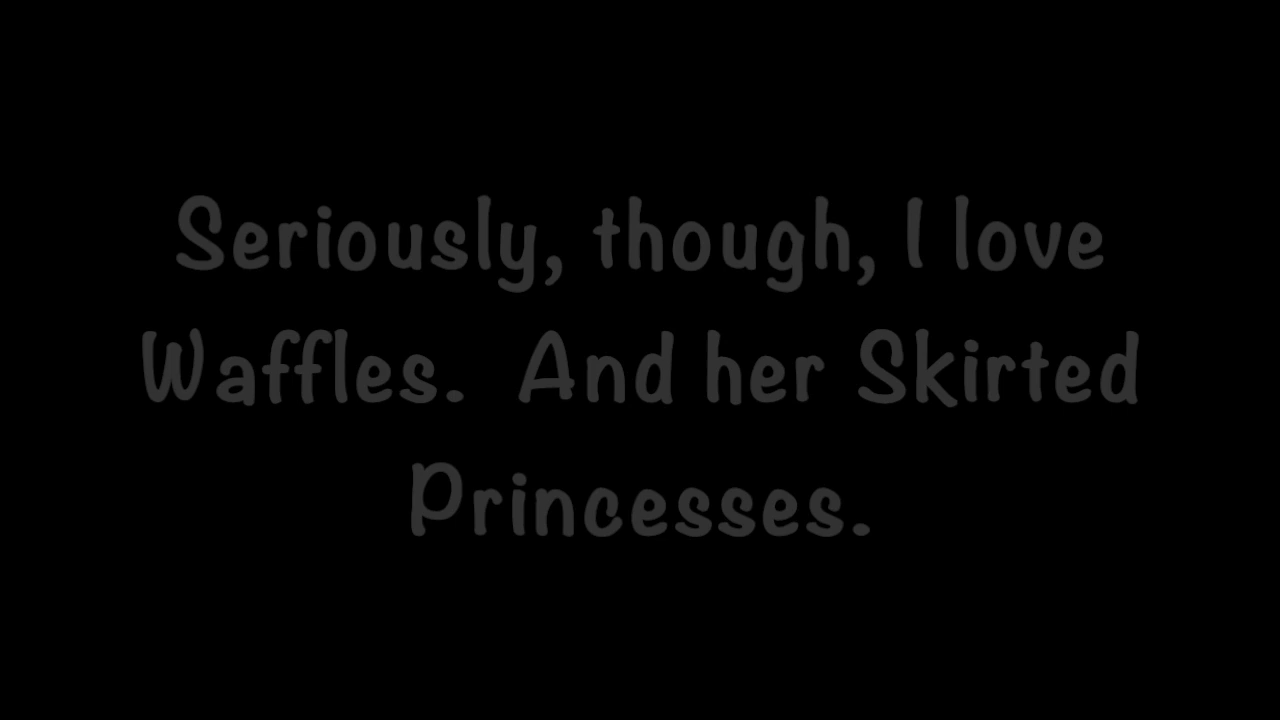 Seriously, though, I love
Waffles.  And her Skirted
Princesses.